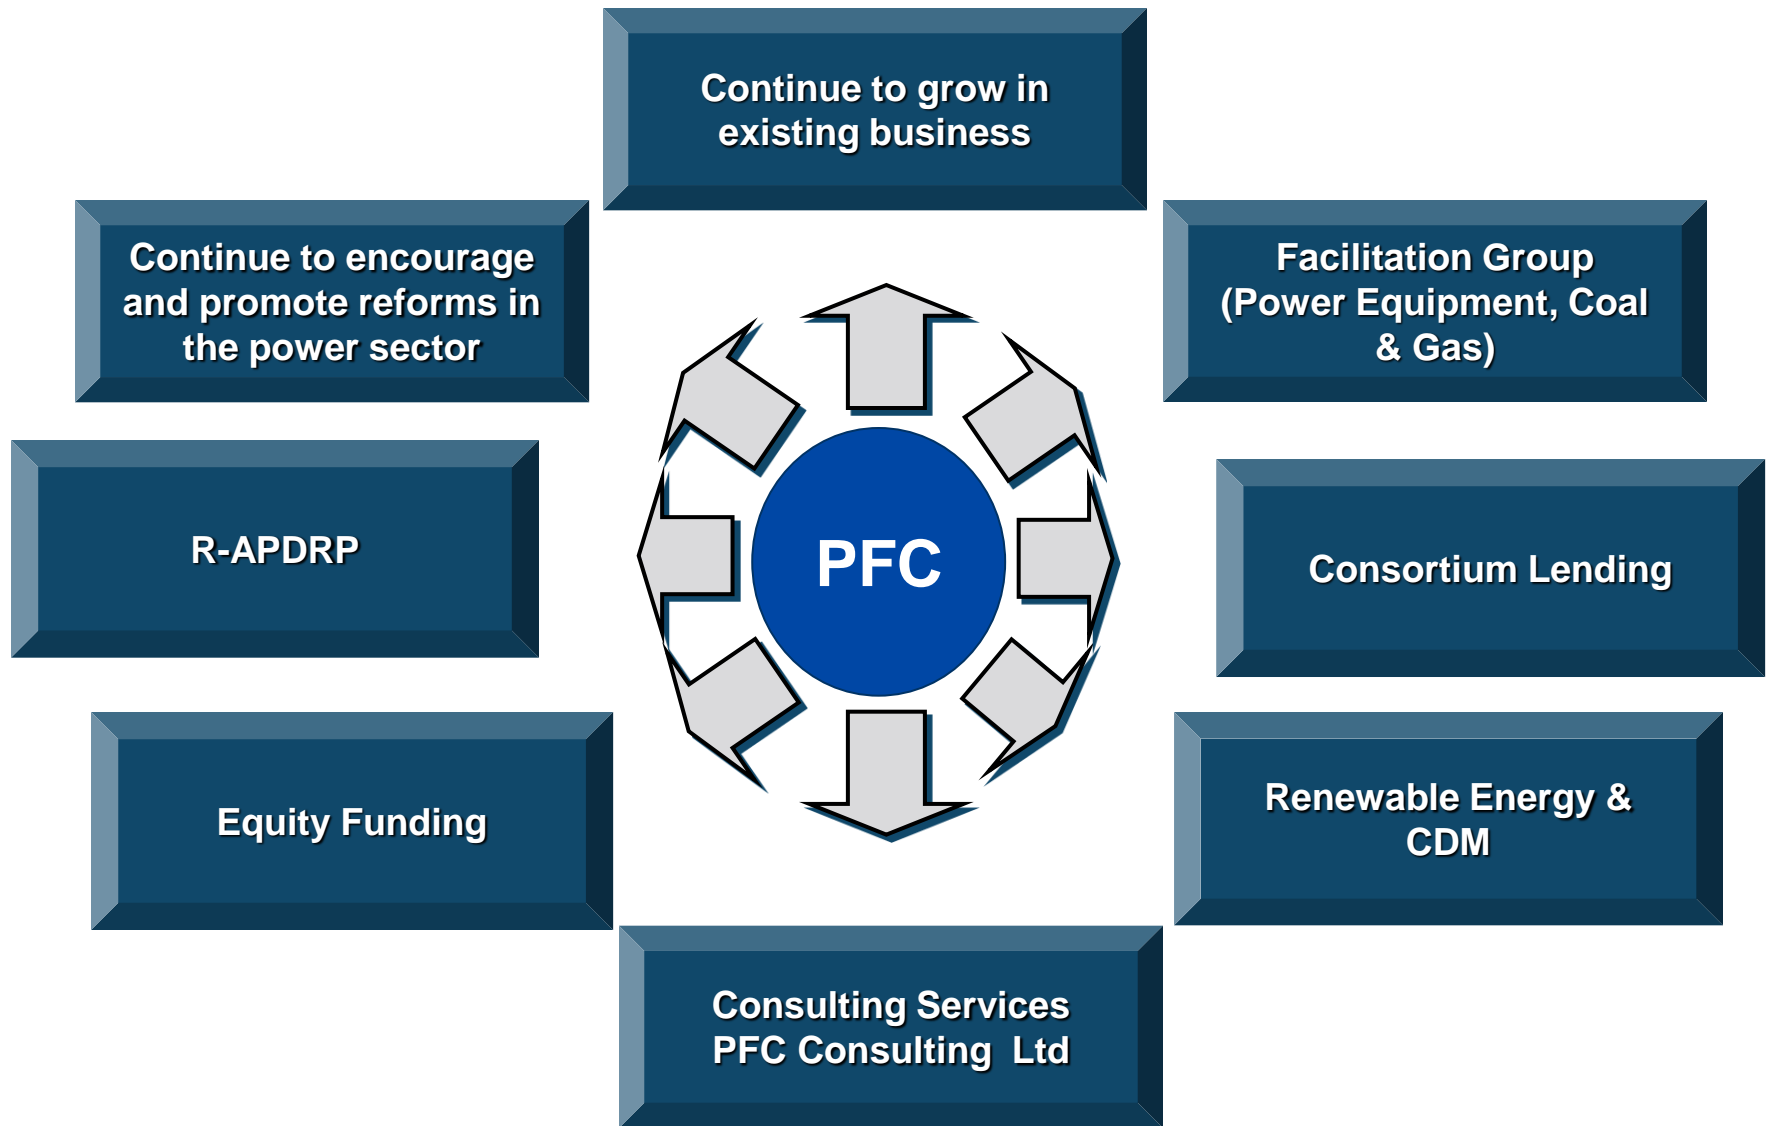 Continue to grow in
existing business
Continue to encourage
and promote reforms in
the power sector
Facilitation Group
(Power Equipment, Coal
& Gas)
R-APDRP
PFC
Consortium Lending
Equity Funding
Renewable Energy &
CDM
Consulting Services
PFC Consulting  Ltd